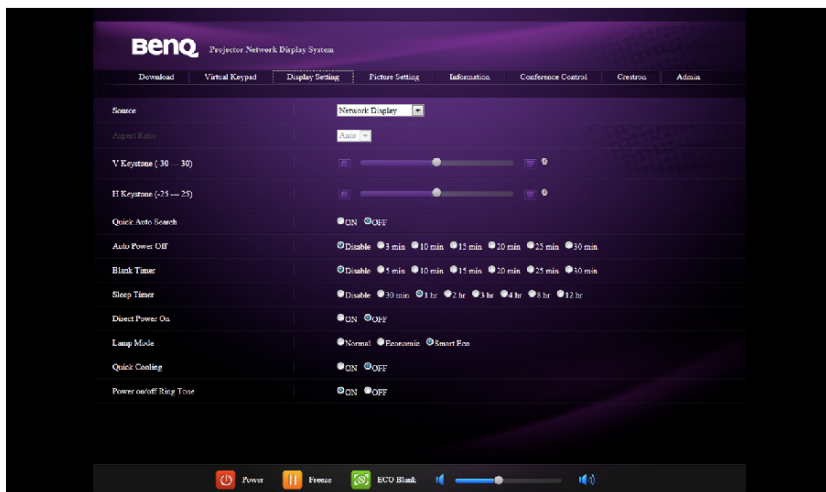 BenQ Projector Network Display System
Download Virtual Keypad Display Setting Picture Setting Information Conference Control Crestron Admin
Source Network Display
Aspect Ratio Auto
V Keystone ( 30 --- 30) 0
H Keystone (-25 --- 25) 0
Quick Auto Search ON OFF
Auto Power Off Disable 3 min 10 min 15 min 20 min 25 min 30 min
Blank Timer Disable 5 min 10 min 15 min 20 min 25 min 30 min
Sleep Timer Disable 30 min 1 hr 2 hr 3 hr 4 hr 8 hr 12 hr
Direct Power On ON OFF
Lamp Mode Normal Economic Smart Eco
Quick Cooling ON OFF
Power on/off Ring Tone ON OFF
Power Freeze ECO Blank